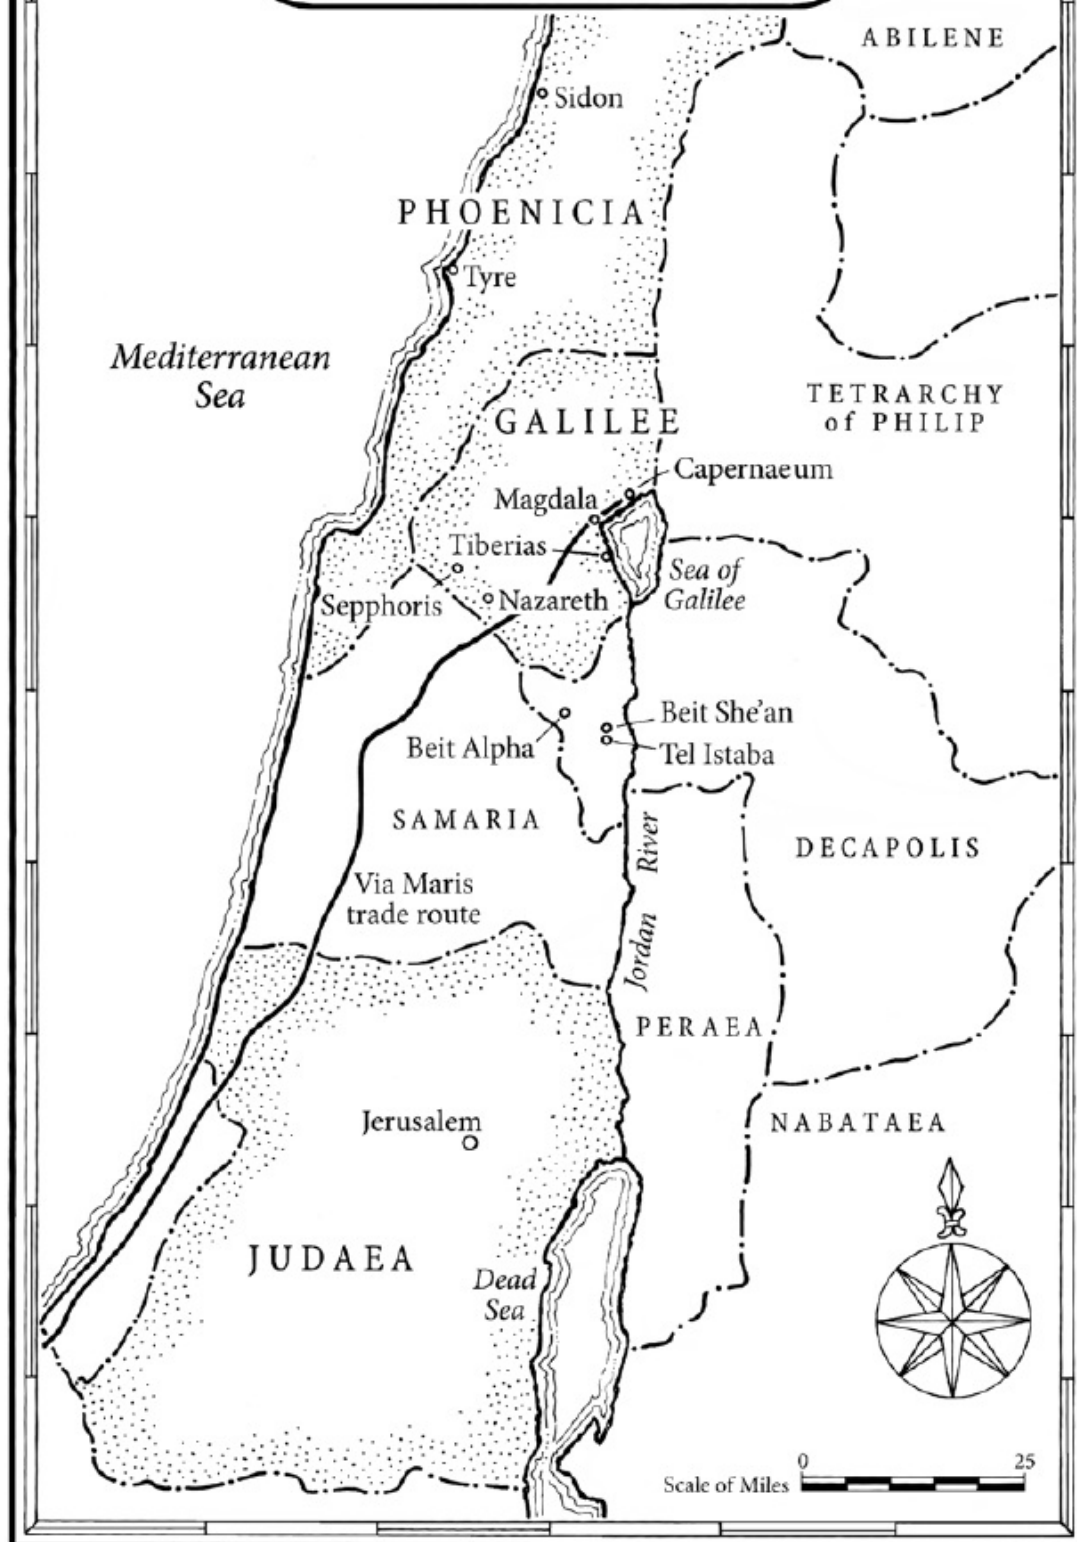 ABILENE
Sidon
PHOENICIA
Tyre
Mediterranean
Sea
TETRARCHY
of PHILIP
GALILEE
Capernaeum
Magdala
Tiberias
Sea of
Galilee
Sepphoris
Nazareth
Beit She'an
Beit Alpha
Tel Istaba
SAMARIA
DECAPOLIS
Jordan River
Via Maris
trade route
PERAEA
Jerusalem
NABATAEA
JUDAEA
Dead
Sea
0 25
Scale of Miles